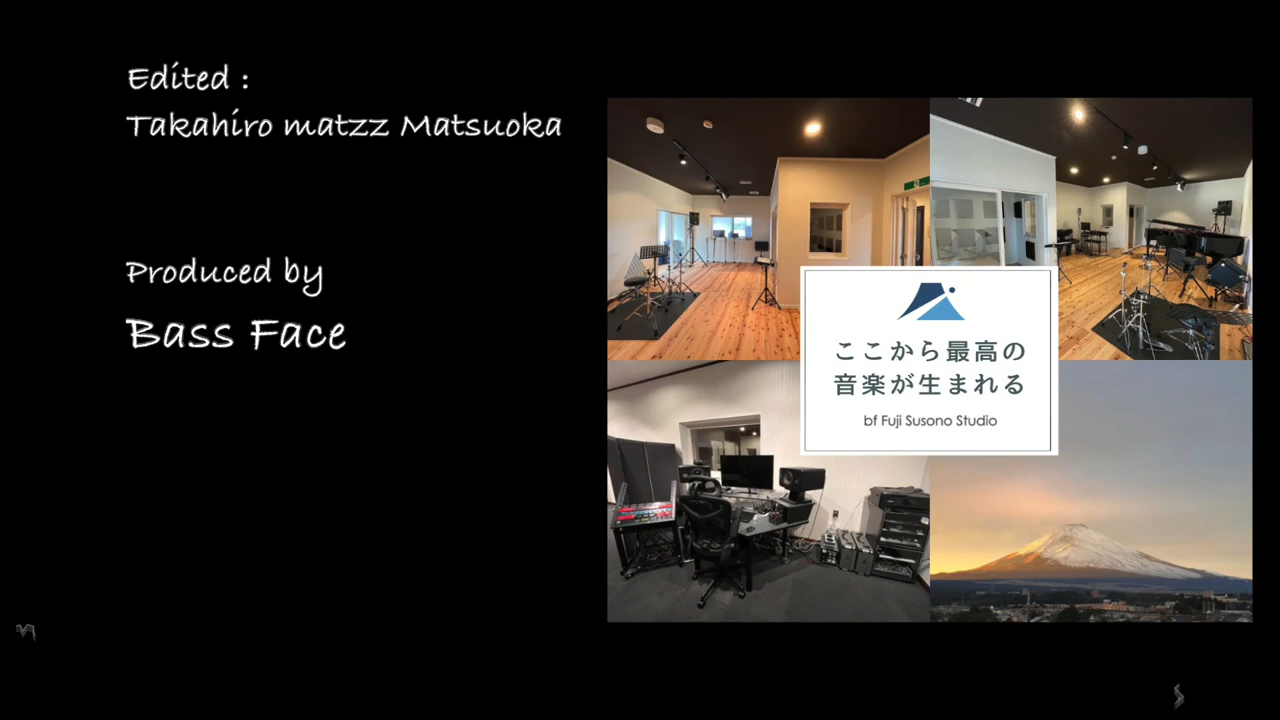 Edited :
Takahiro matzz Matsuoka
Produced by
Bass Face
ここから最高の
音楽が生まれる
bf Fuji Susono Studio